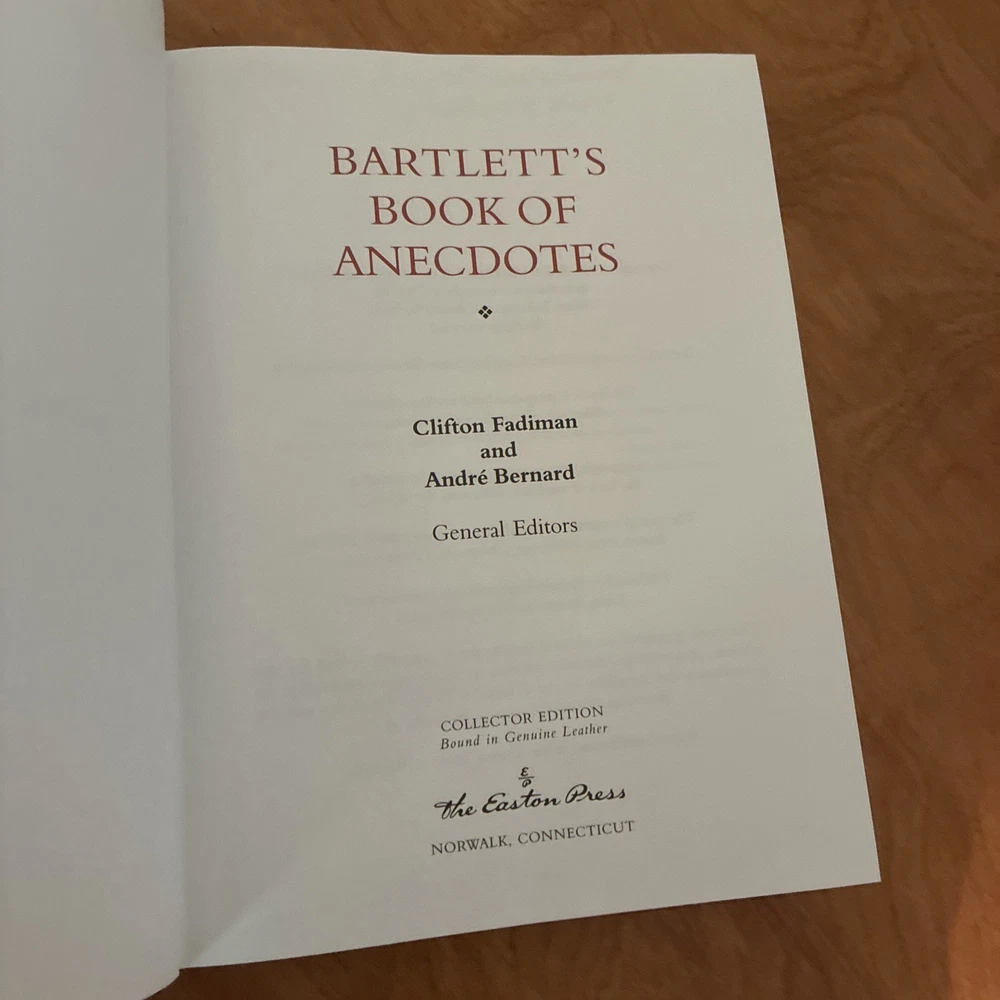 BARTLETT'S
BOOK OF
ANECDOTES
Clifton Fadiman
and
André Bernard
General Editors
COLLECTOR EDITION
Bound in Genuine Leather
E
P
The Easton Press
NORWALK, CONNECTICUT